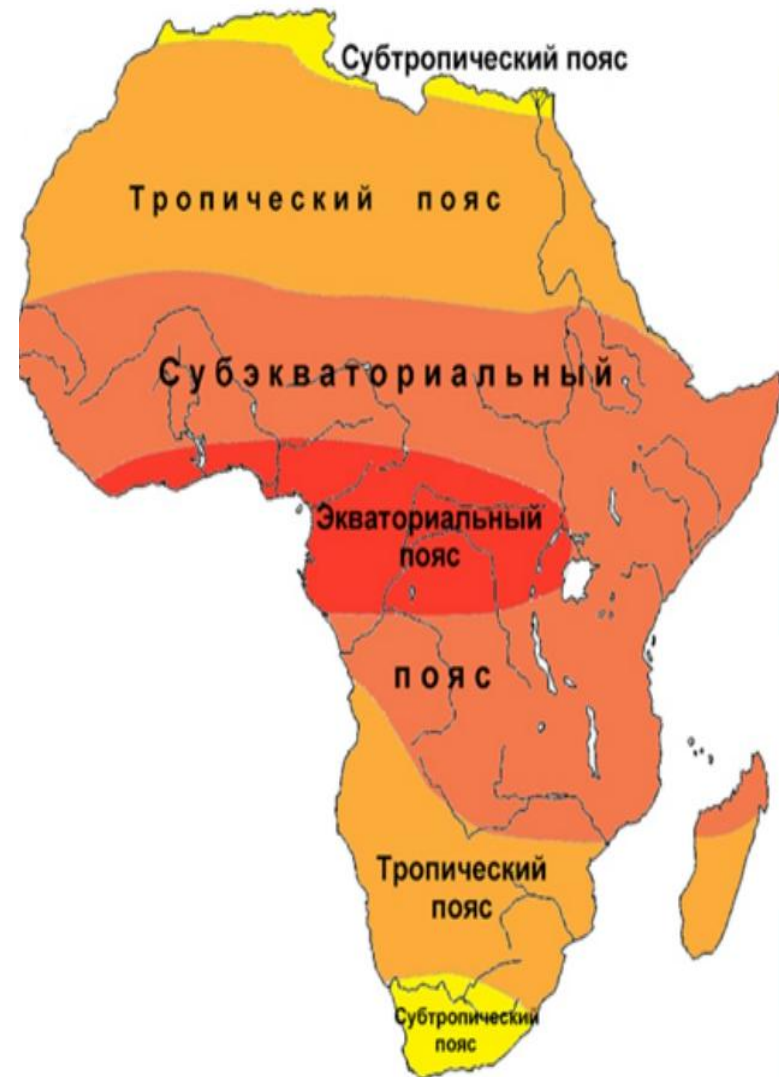 Субтропический пояс
Тропический пояс
Субэкваториальный
Экваториальный
пояс
пояс
Тропический
пояс
Субтропический
пояс